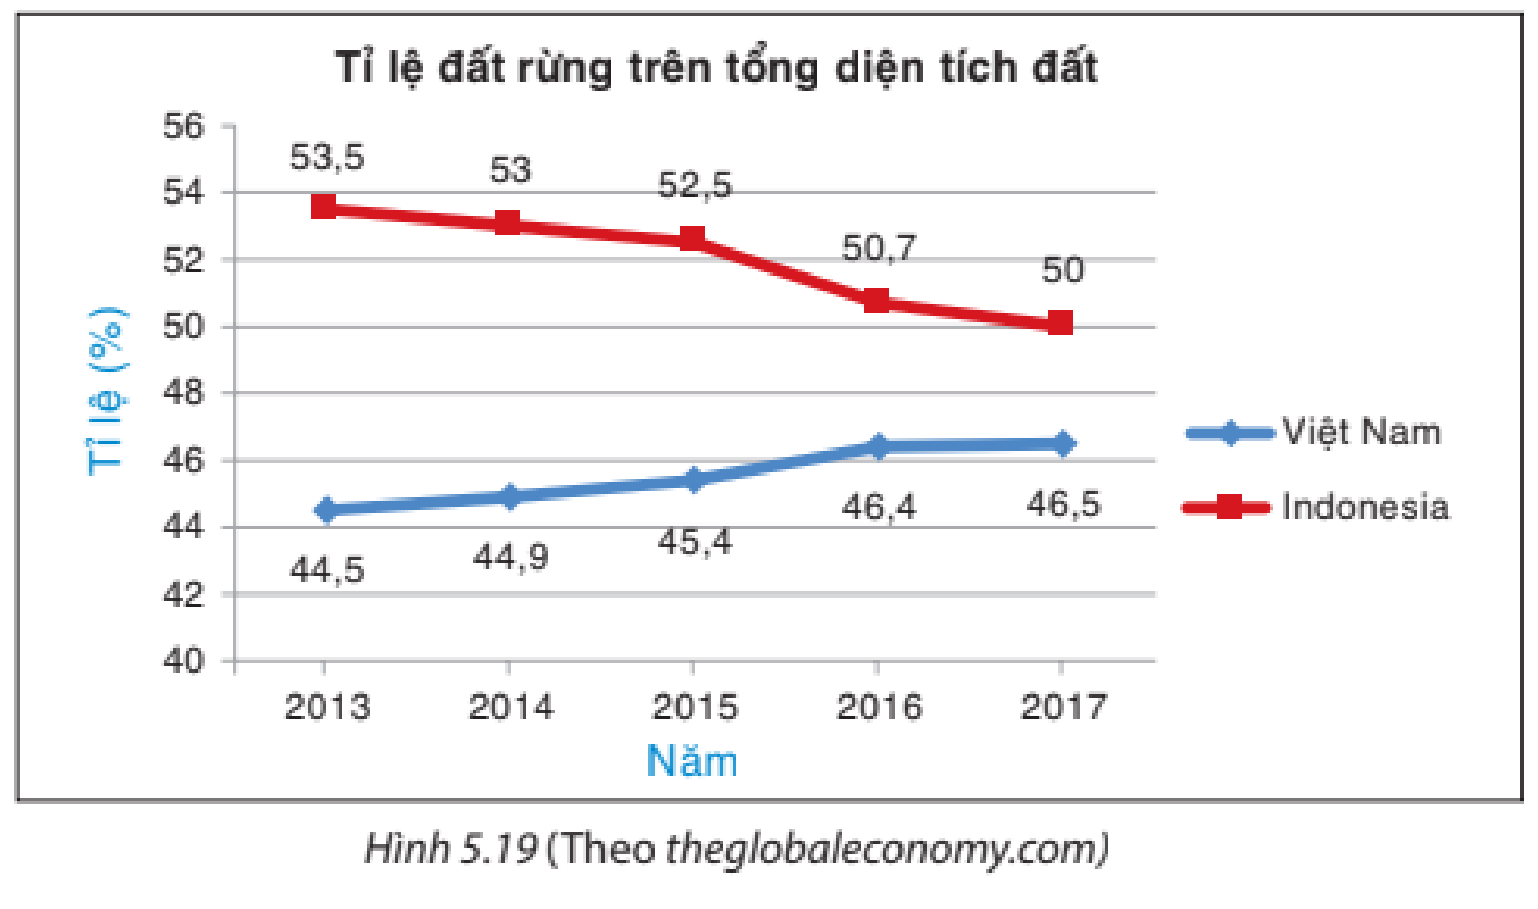 Tỉ lệ đất rừng trên tổng diện tích đất
56
54
52
50
48
46
44
42
40
Tỉ lệ (%)
53,5
53
52,5
50,7
50
44,5
44,9
45,4
46,4
46,5
2013 2014 2015 2016 2017
Năm
Việt Nam
Indonesia
Hình 5.19 (Theo theglobaleconomy.com)